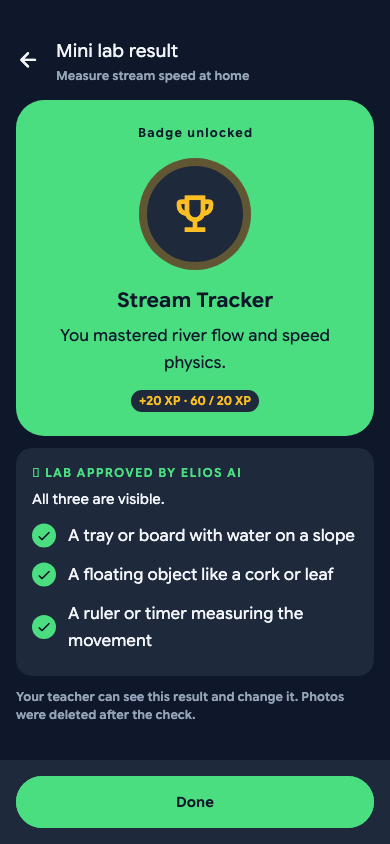 Mini lab result
Measure stream speed at home
Badge unlocked
Stream Tracker
You mastered river flow and speed
physics.
+20 XP · 60 / 20 XP
LAB APPROVED BY ELIOS AI
All three are visible.
A tray or board with water on a slope
A floating object like a cork or leaf
A ruler or timer measuring the
movement
Your teacher can see this result and change it. Photos
were deleted after the check.
Done